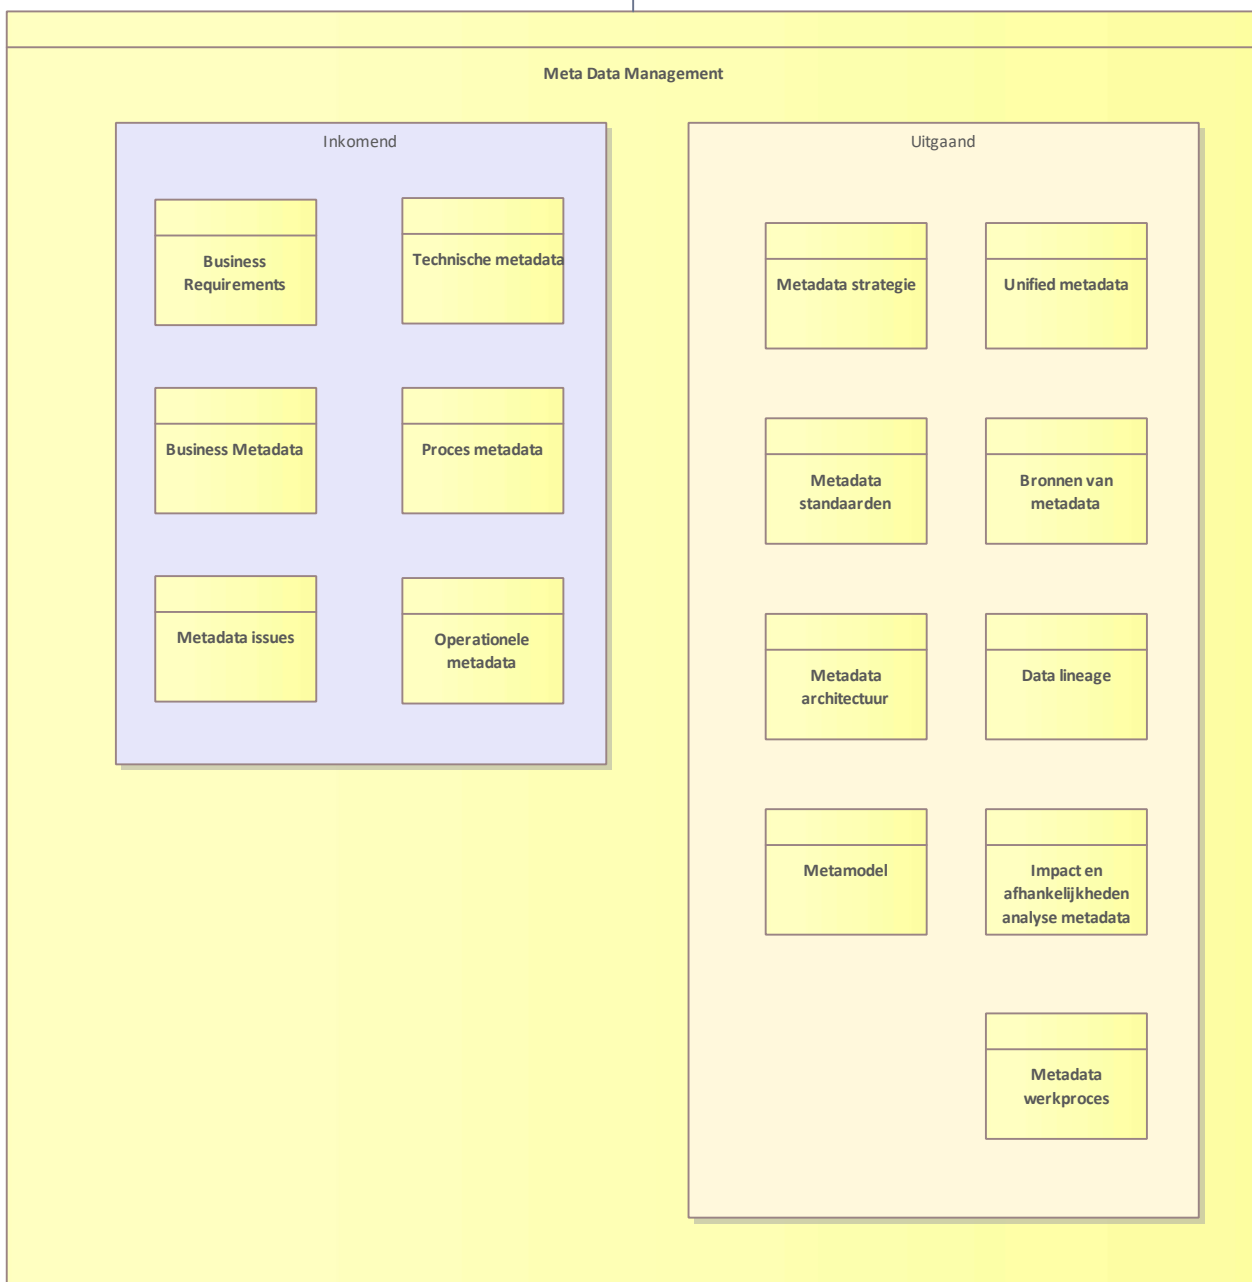 Meta Data Management
Inkomend
Business
Requirements
Technische metadata
Business Metadata
Proces metadata
Metadata issues
Operationele
metadata
Uitgaand
Metadata strategie
Unified metadata
Metadata
standaarden
Bronnen van
metadata
Metadata
architectuur
Data lineage
Metamodel
Impact en
afhankelijkheden
analyse metadata
Metadata
werkproces